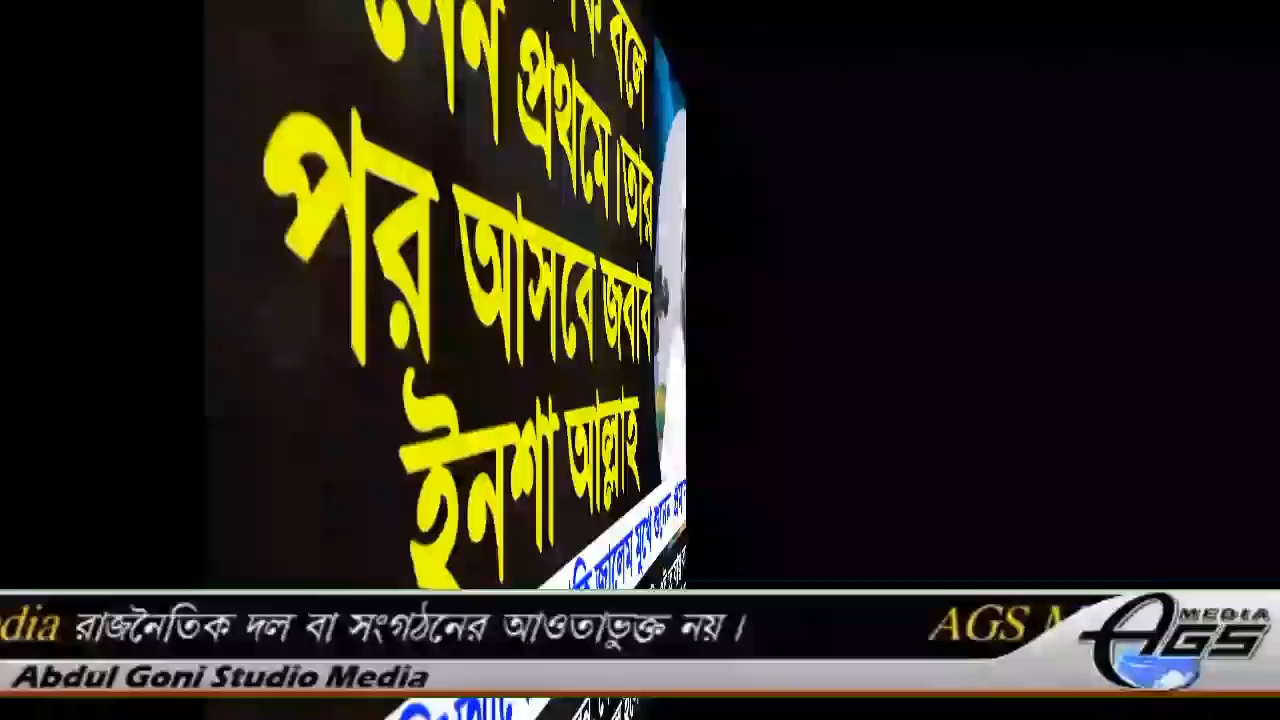 বলে
প্রথমে। তার
পর আসবে জবাব
ইনশা আল্লাহ
জালেম মুখে শুনেন
dia রাজনৈতিক দল বা সংগঠনের আওতাভুক্ত নয়। AGS M
MEDIA
AGS
Abdul Goni Studio Media